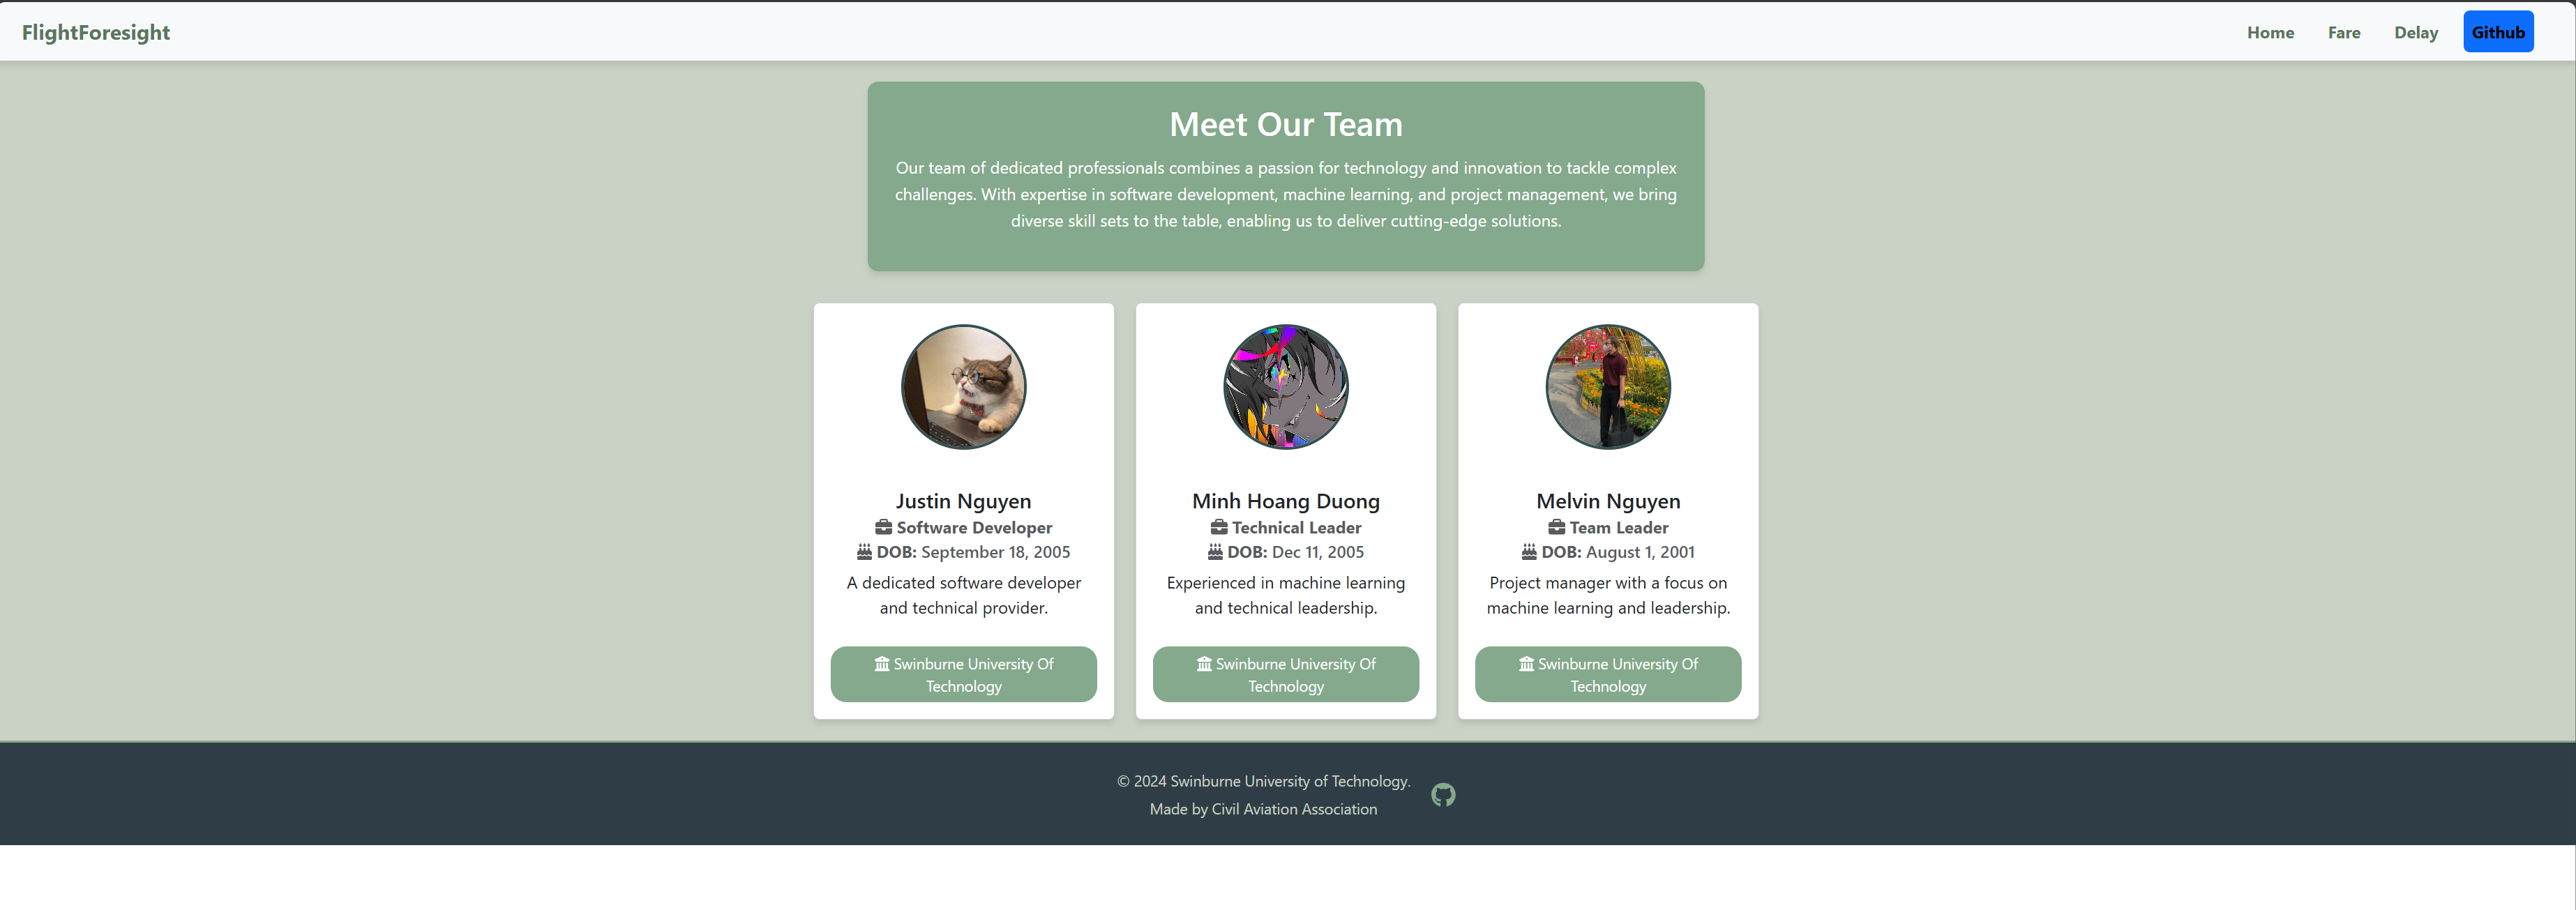 FlightForesight
Home Fare Delay Github
Meet Our Team
Our team of dedicated professionals combines a passion for technology and innovation to tackle complex
challenges. With expertise in software development, machine learning, and project management, we bring
diverse skill sets to the table, enabling us to deliver cutting-edge solutions.
Justin Nguyen
Software Developer
DOB: September 18, 2005
A dedicated software developer
and technical provider.
Swinburne University Of
Technology
Minh Hoang Duong
Technical Leader
DOB: Dec 11, 2005
Experienced in machine learning
and technical leadership.
Swinburne University Of
Technology
Melvin Nguyen
Team Leader
DOB: August 1, 2001
Project manager with a focus on
machine learning and leadership.
Swinburne University Of
Technology
© 2024 Swinburne University of Technology.
Made by Civil Aviation Association